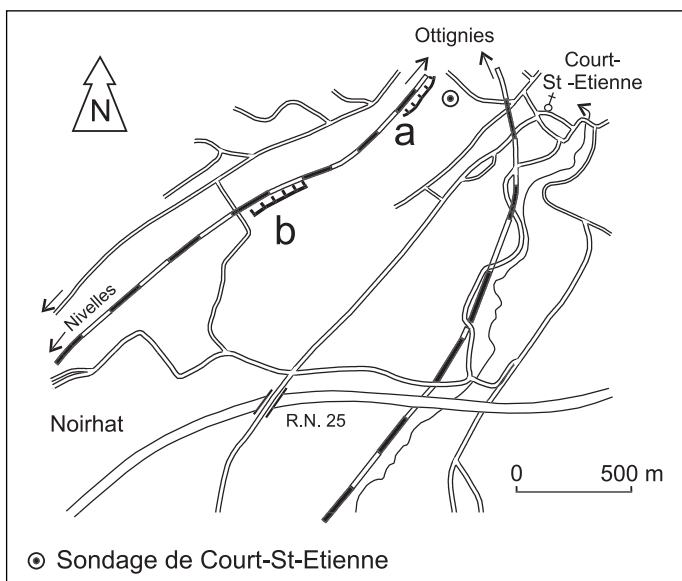 Ottignies
Court-
St -Etienne
N
a
b
Nivelles
Noirhat
R.N. 25
0 500 m
Sondage de Court-St-Etienne